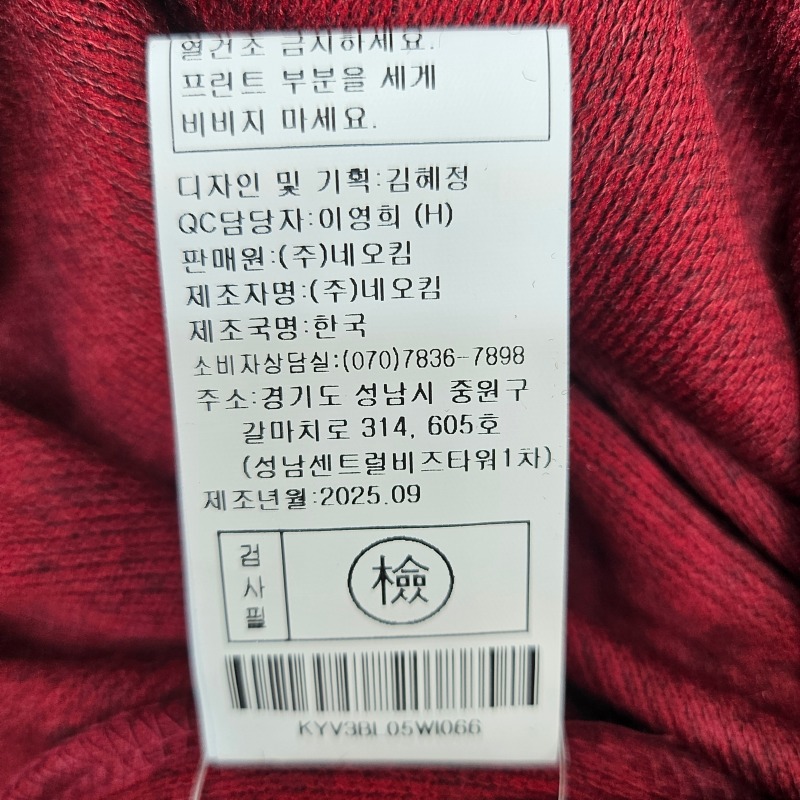 열건조 금지하세요.
프린트 부분을 세게
비비지 마세요.
디자인 및 기획:김혜정
QC담당자:이영희 (H)
판매원:(주)네오킴
제조자명:(주)네오킴
제조국명:한국
소비자상담실:(070)7836-7898
주소:경기도 성남시 중원구
갈마치로 314, 605호
(성남센트럴비즈타워1차)
제조년월:2025.09
검사필
檢
KYV3BL05WI066